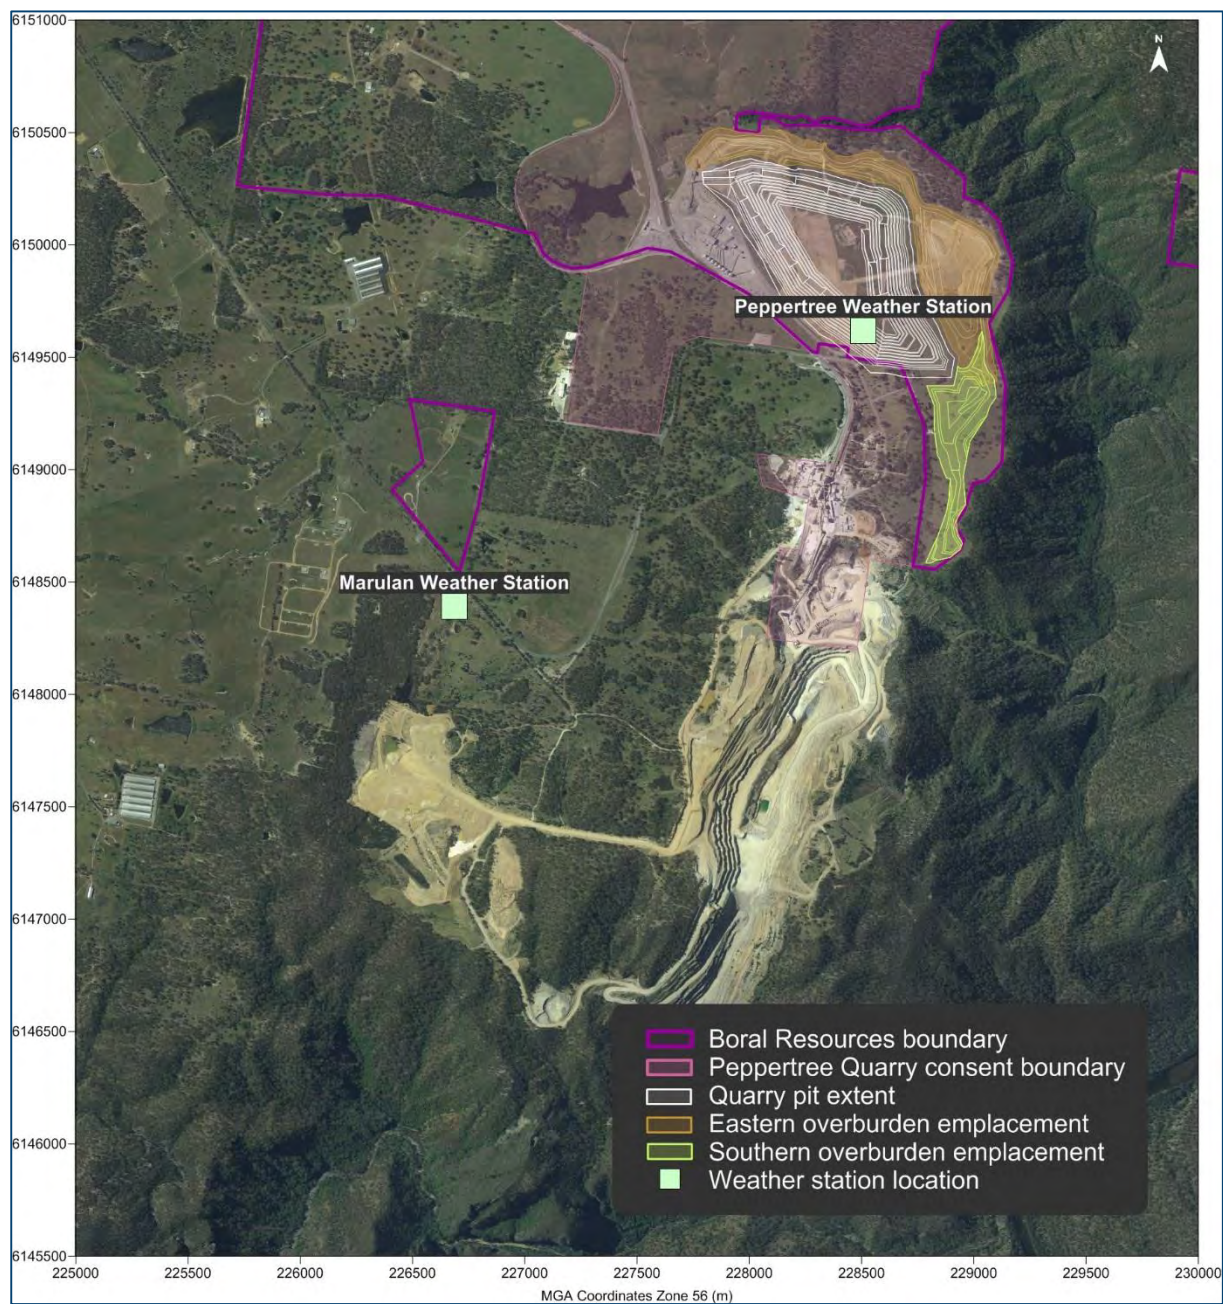 6151000
N
6150500
6150000
Peppertree Weather Station
6149500
6149000
6148500
Marulan Weather Station
6148000
6147500
6147000
6146500
Boral Resources boundary
Peppertree Quarry consent boundary
Quarry pit extent
Eastern overburden emplacement
Southern overburden emplacement
Weather station location
6146000
6145500
225000 225500 226000 226500 227000 227500 228000 228500 229000 229500 230000
MGA Coordinates Zone 56 (m)